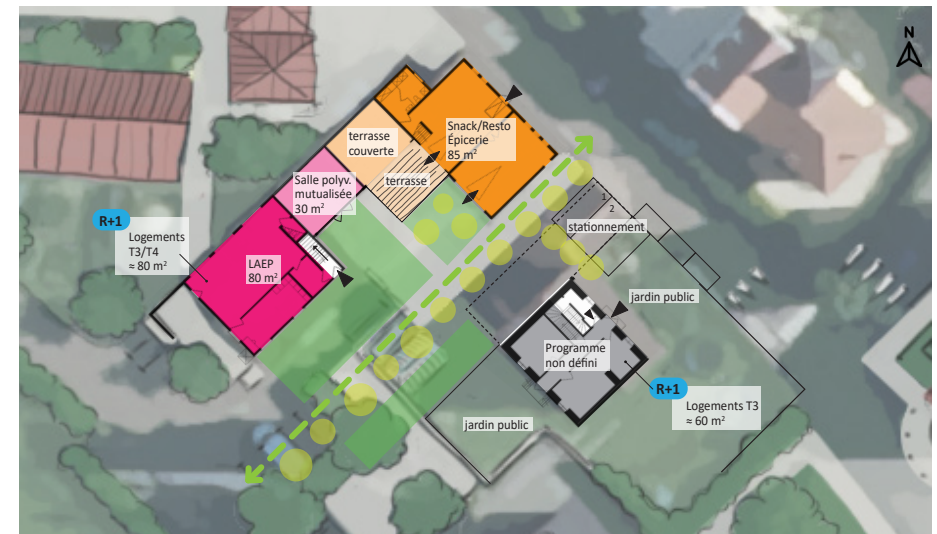 N
Snack/Resto
Épicerie
85 m²
terrasse
couverte
terrasse
Salle polyv.
mutualisée
30 m²
R+1
Logements
T3/T4
≈ 80 m²
LAEP
80 m²
1
2
stationnement
jardin public
Programme
non défini
R+1
Logements T3
≈ 60 m²
jardin public